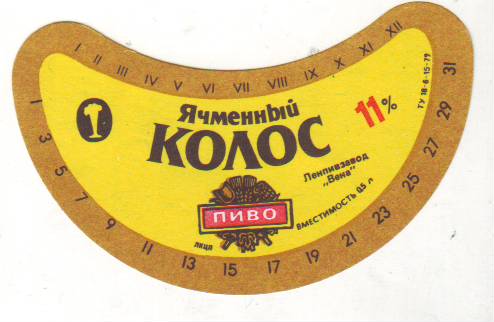 I II III IV V VI VII VIII IX X XI XII
Ячменный
КОЛОС
11%
ТУ 18-6-15-79
Ленпивзавод
„Вена"
ВМЕСТИМОСТЬ 0,5 л
ПИВО
лкця
1 3 5 7 9 11 13 15 17 19 21 23 25 27 29 31